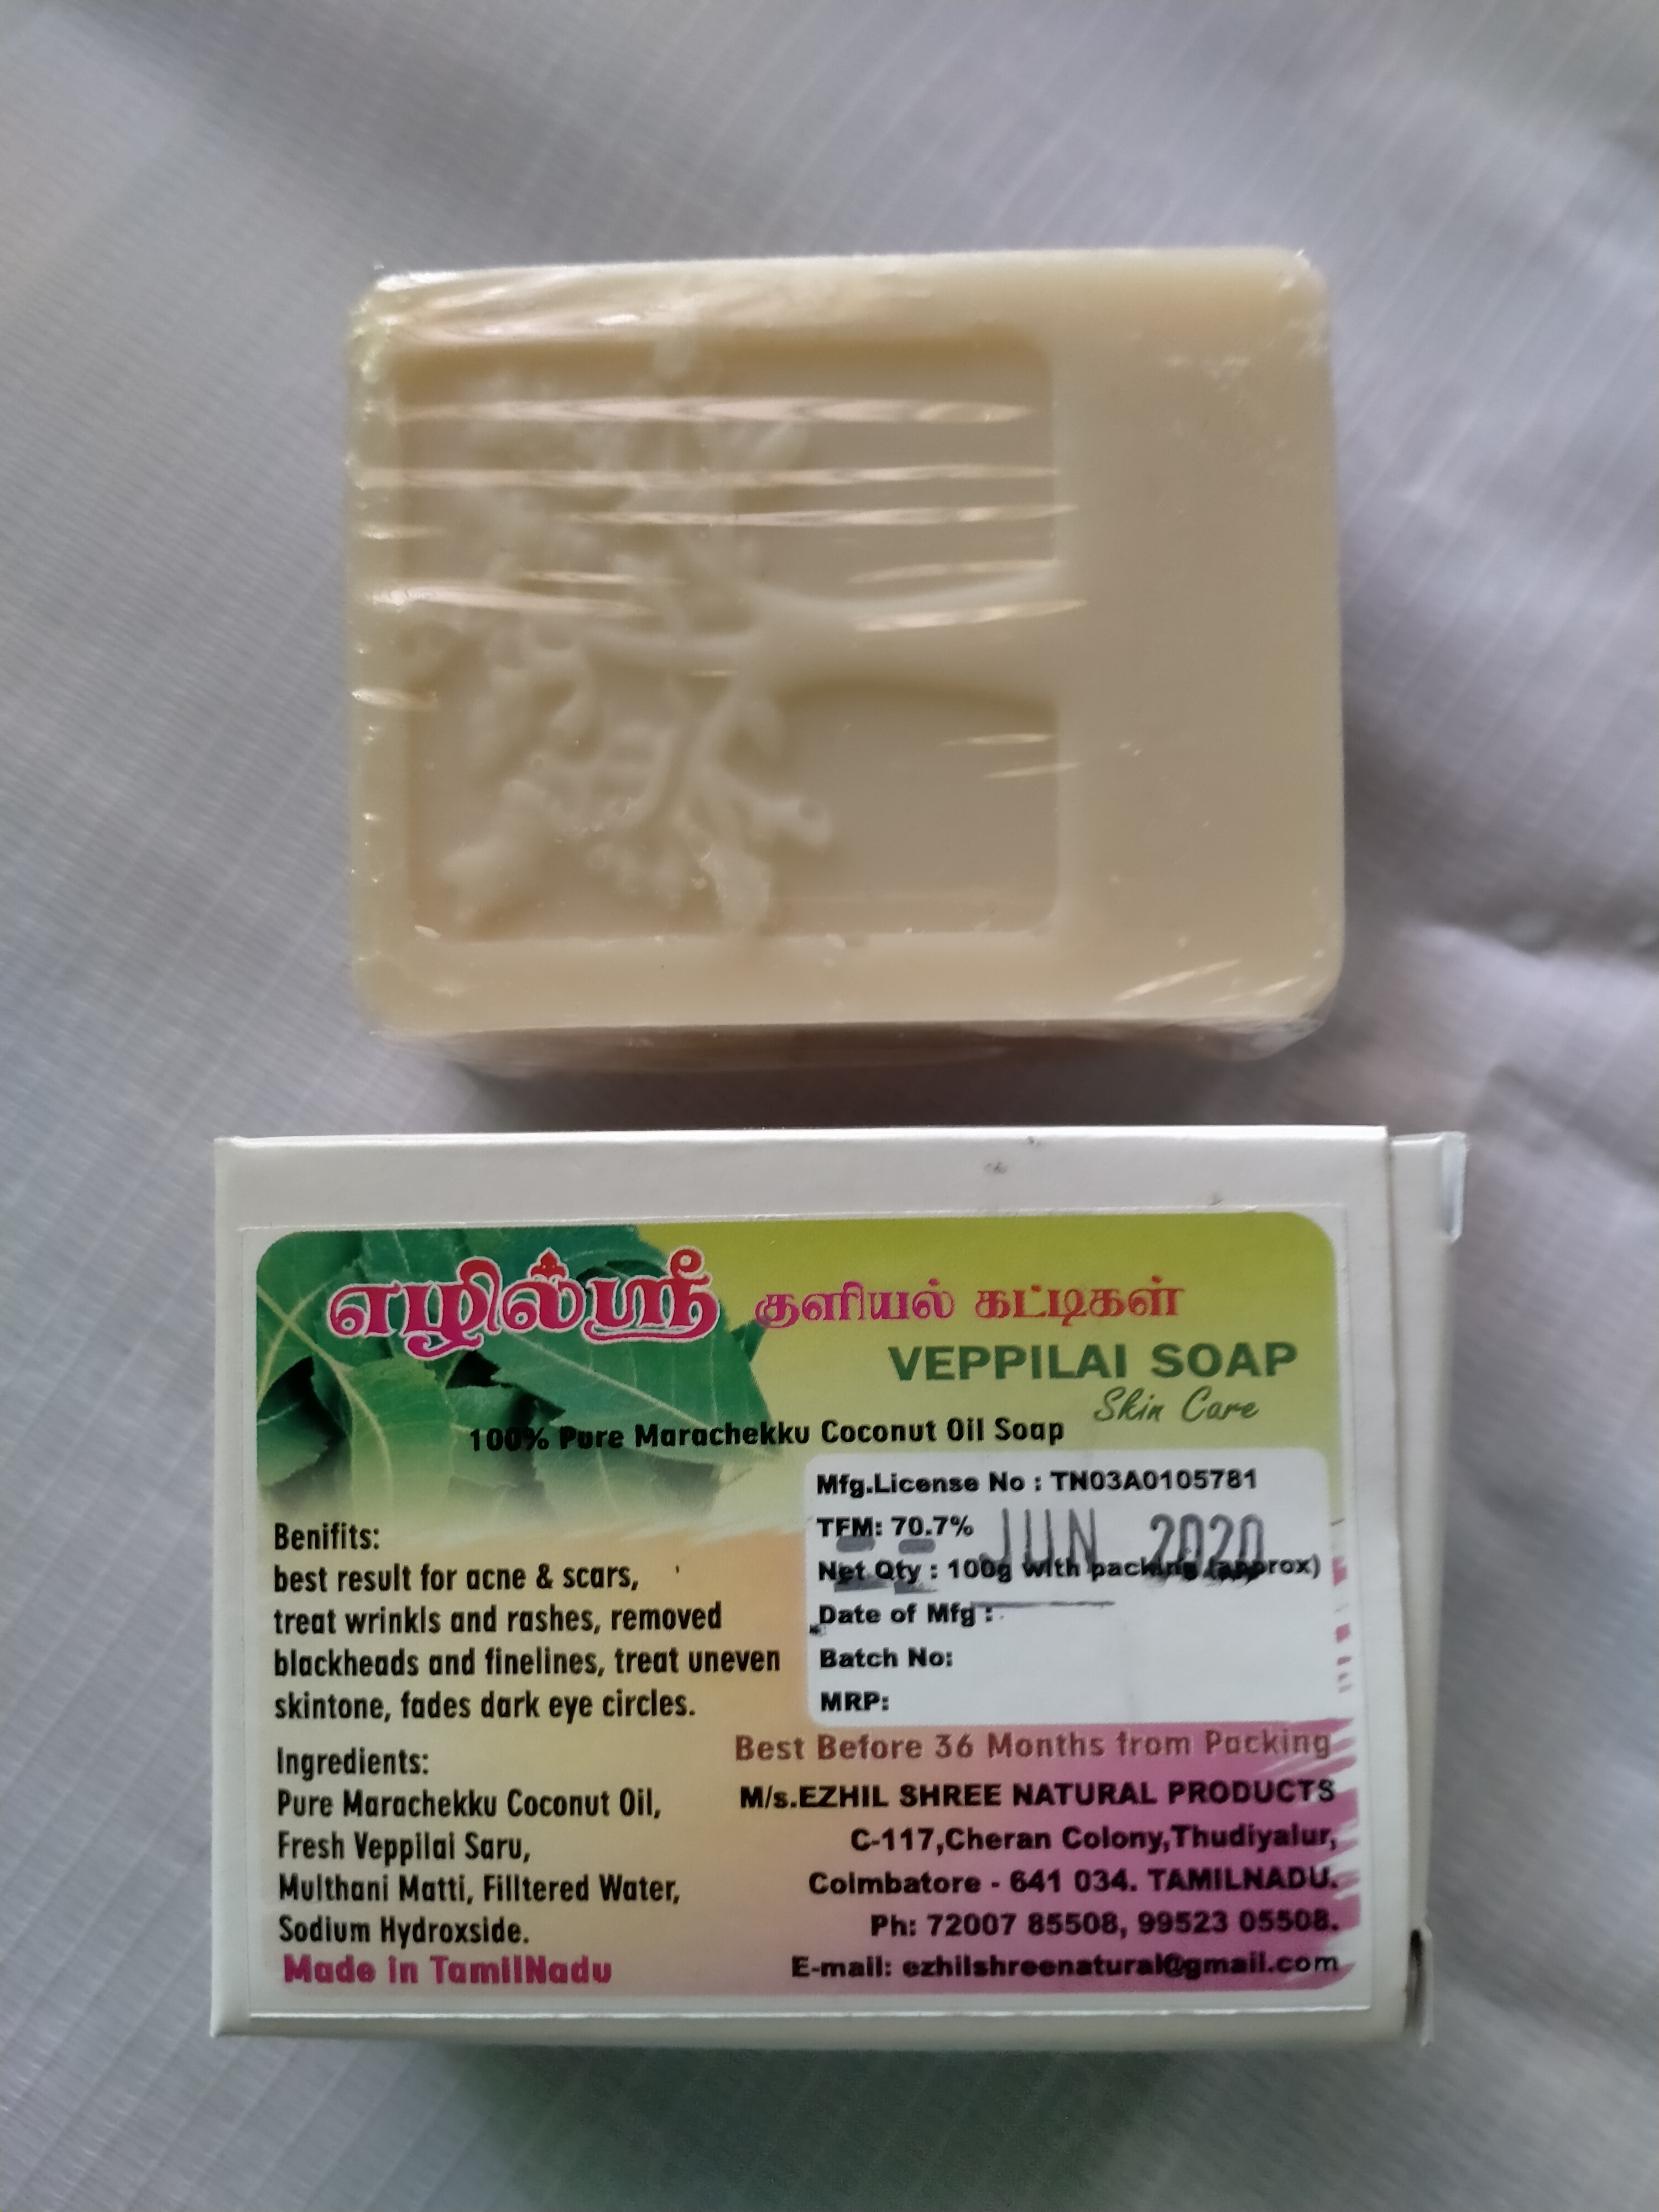 எழில்ஸ்ரீ குளியல் கட்டிகள்
VEPPILAI SOAP
Skin Care
100% Pure Marachekku Coconut Oil Soap
Mfg.License No : TN03A0105781
TFM: 70.7%
JUN 2020
Net Qty : 100g with packing (approx)
Date of Mfg :
Batch No:
MRP:
Benifits:
best result for acne & scars,
treat wrinkls and rashes, removed
blackheads and finelines, treat uneven
skintone, fades dark eye circles.
Ingredients:
Pure Marachekku Coconut Oil,
Fresh Veppilai Saru,
Multhani Matti, Filltered Water,
Sodium Hydroxside.
Made in TamilNadu
Best Before 36 Months from Packing
M/s.EZHIL SHREE NATURAL PRODUCTS
C-117,Cheran Colony,Thudiyalur,
Coimbatore - 641 034. TAMILNADU.
Ph: 72007 85508, 99523 05508.
E-mail: ezhilshreenatural@gmail.com